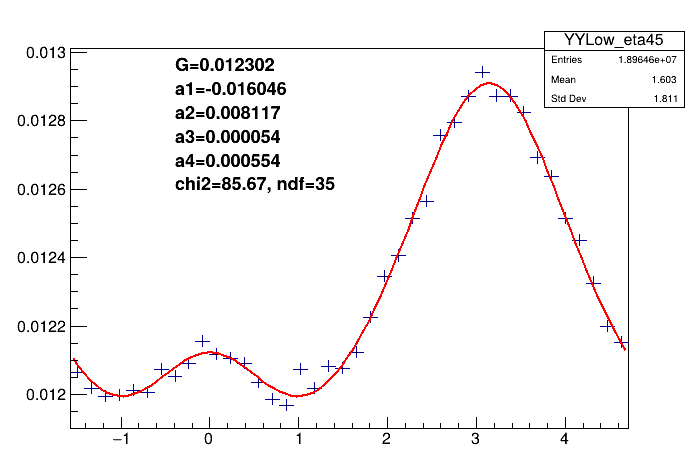 YYLow_eta45
Entries 1.89646e+07
Mean 1.603
Std Dev 1.811
G=0.012302
a1=-0.016046
a2=0.008117
a3=0.000054
a4=0.000554
chi2=85.67, ndf=35
0.013
0.0128
0.0126
0.0124
0.0122
0.012
−1 0 1 2 3 4